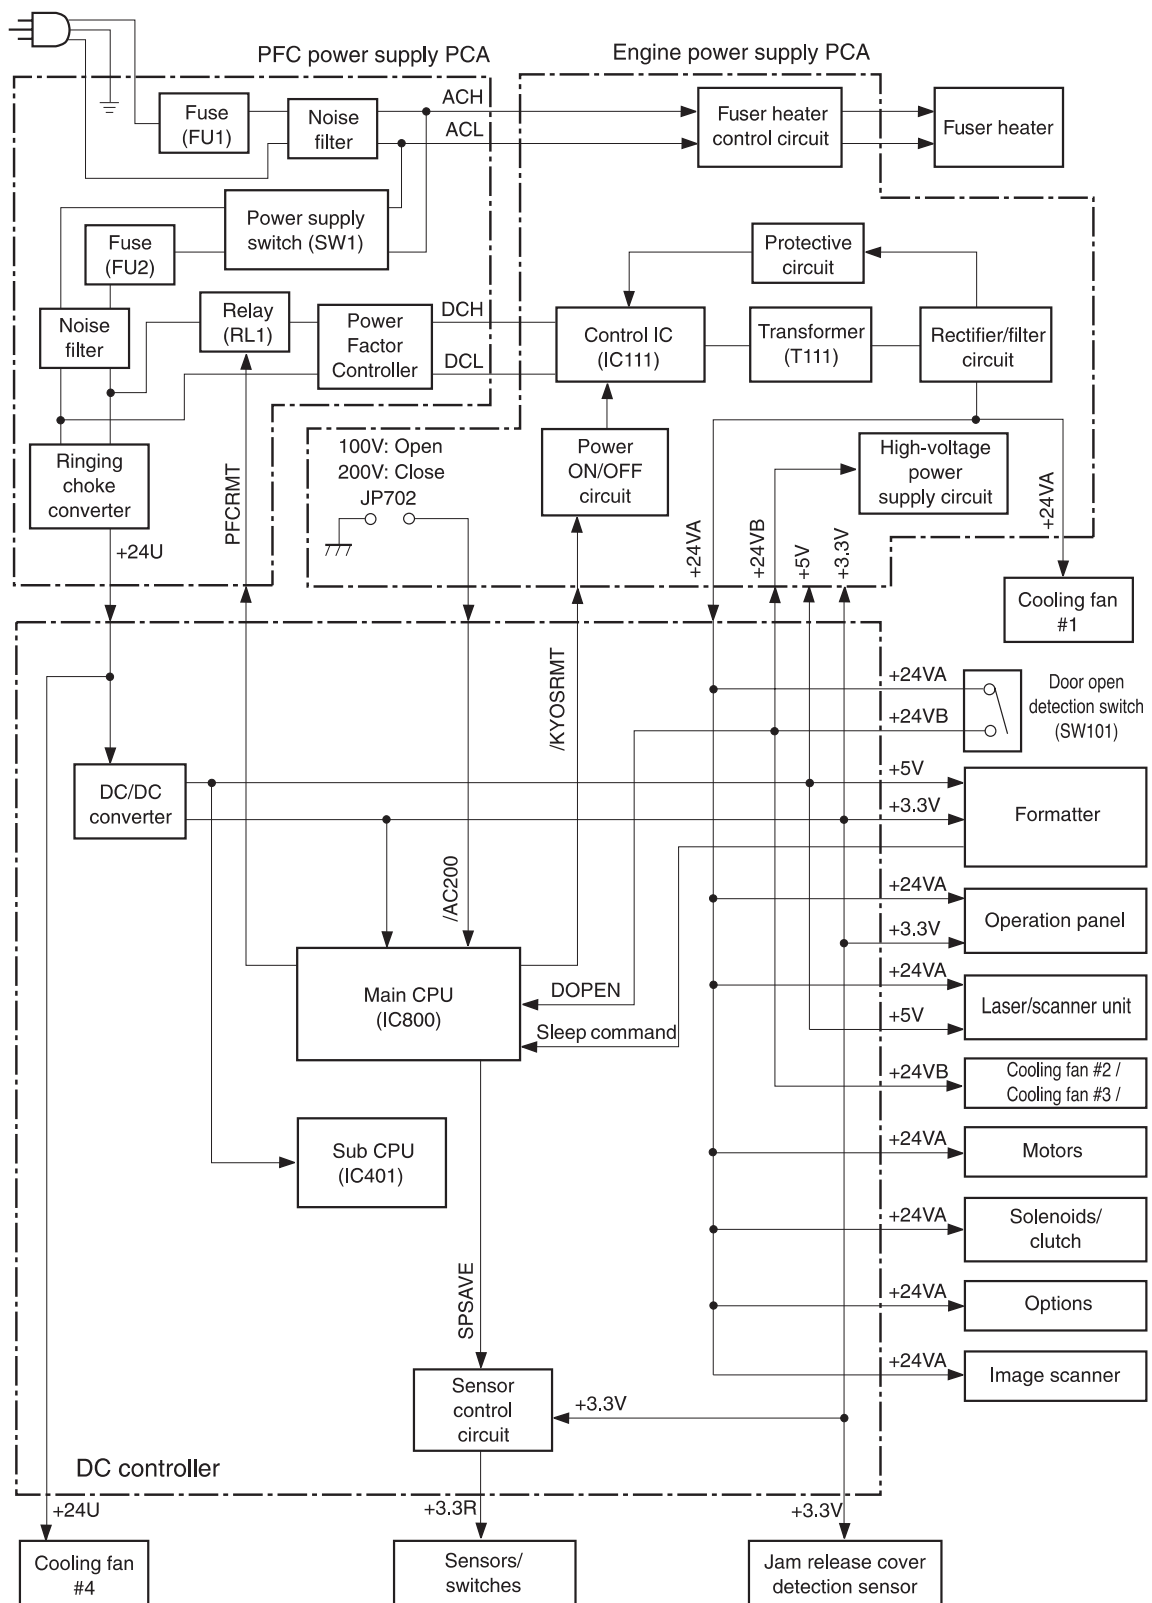 PFC power supply PCA
Engine power supply PCA
Fuse
(FU1)
Noise
filter
ACH
ACL
Fuser heater
control circuit
Fuser heater
Power supply
switch (SW1)
Fuse
(FU2)
Protective
circuit
Noise
filter
Relay
(RL1)
Power
Factor
Controller
DCH
DCL
Control IC
(IC111)
Transformer
(T111)
Rectifier/filter
circuit
Ringing
choke
converter
PFCRMT
100V: Open
200V: Close
JP702
Power
ON/OFF
circuit
High-voltage
power
supply circuit
+24U
+24VA
+24VB
+5V
+3.3V
+24VA
Cooling fan
#1
/KYOSRMT
+24VA
+24VB
Door open
detection switch
(SW101)
DC/DC
converter
+5V
+3.3V
Formatter
/AC200
+24VA
+3.3V
Operation panel
Main CPU
(IC800)
DOPEN
Sleep command
+24VA
+5V
Laser/scanner unit
+24VB
Cooling fan #2 /
Cooling fan #3 /
Sub CPU
(IC401)
+24VA
Motors
+24VA
Solenoids/
clutch
SPSAVE
+24VA
Options
+24VA
Image scanner
Sensor
control
circuit
+3.3V
DC controller
+24U
+3.3R
+3.3V
Cooling fan
#4
Sensors/
switches
Jam release cover
detection sensor